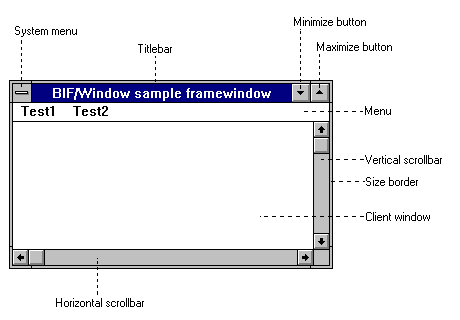 Minimize button
System menu
Titlebar
Maximize button
BIF/Window sample framewindow
Test1 Test2
Menu
Vertical scrollbar
Size border
Client window
Horizontal scrollbar